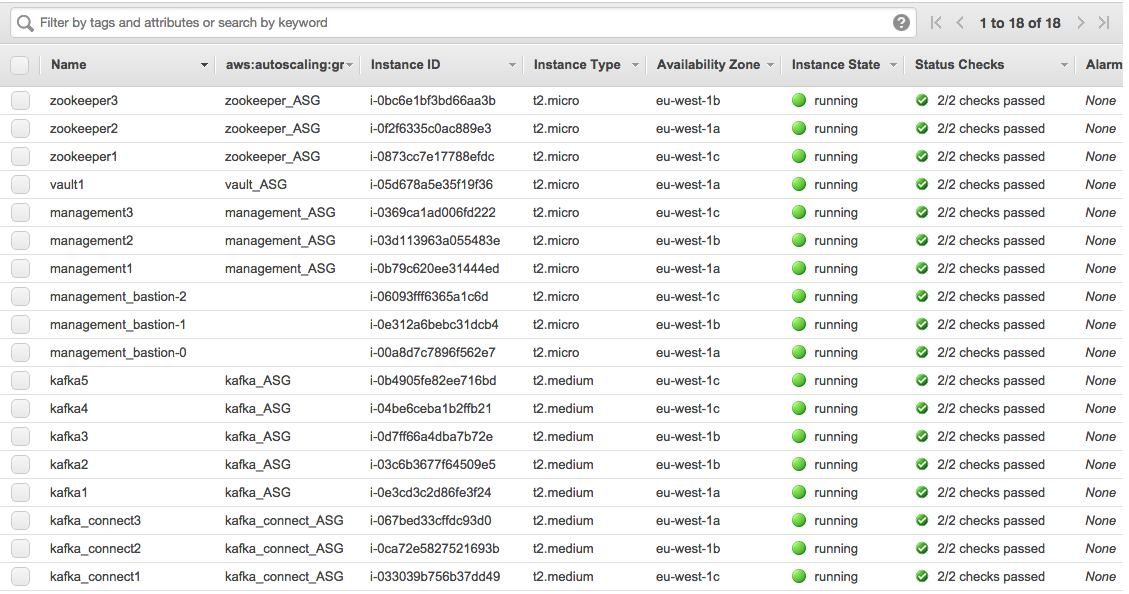 Filter by tags and attributes or search by keyword ? 1 to 18 of 18
Name aws:autoscaling:gr Instance ID Instance Type Availability Zone Instance State Status Checks Alarm
zookeeper3 zookeeper_ASG i-0bc6e1bf3bd66aa3b t2.micro eu-west-1b running 2/2 checks passed None
zookeeper2 zookeeper_ASG i-0f2f6335c0ac889e3 t2.micro eu-west-1a running 2/2 checks passed None
zookeeper1 zookeeper_ASG i-0873cc7e17788efdc t2.micro eu-west-1c running 2/2 checks passed None
vault1 vault_ASG i-05d678a5e35f19f36 t2.micro eu-west-1a running 2/2 checks passed None
management3 management_ASG i-0369ca1ad006fd222 t2.micro eu-west-1c running 2/2 checks passed None
management2 management_ASG i-03d113963a055483e t2.micro eu-west-1b running 2/2 checks passed None
management1 management_ASG i-0b79c620ee31444ed t2.micro eu-west-1a running 2/2 checks passed None
management_bastion-2 i-06093fff6365a1c6d t2.micro eu-west-1c running 2/2 checks passed None
management_bastion-1 i-0e312a6bebc31dcb4 t2.micro eu-west-1b running 2/2 checks passed None
management_bastion-0 i-00a8d7c7896f562e7 t2.micro eu-west-1a running 2/2 checks passed None
kafka5 kafka_ASG i-0b4905fe82ee716bd t2.medium eu-west-1c running 2/2 checks passed None
kafka4 kafka_ASG i-04be6ceba1b2ffb21 t2.medium eu-west-1c running 2/2 checks passed None
kafka3 kafka_ASG i-0d7ff66a4dba7b72e t2.medium eu-west-1b running 2/2 checks passed None
kafka2 kafka_ASG i-03c6b3677f64509e5 t2.medium eu-west-1b running 2/2 checks passed None
kafka1 kafka_ASG i-0e3cd3c2d86fe3f24 t2.medium eu-west-1a running 2/2 checks passed None
kafka_connect3 kafka_connect_ASG i-067bed33cffdc93d0 t2.medium eu-west-1a running 2/2 checks passed None
kafka_connect2 kafka_connect_ASG i-0ca72e5827521693b t2.medium eu-west-1b running 2/2 checks passed None
kafka_connect1 kafka_connect_ASG i-033039b756b37dd49 t2.medium eu-west-1c running 2/2 checks passed None